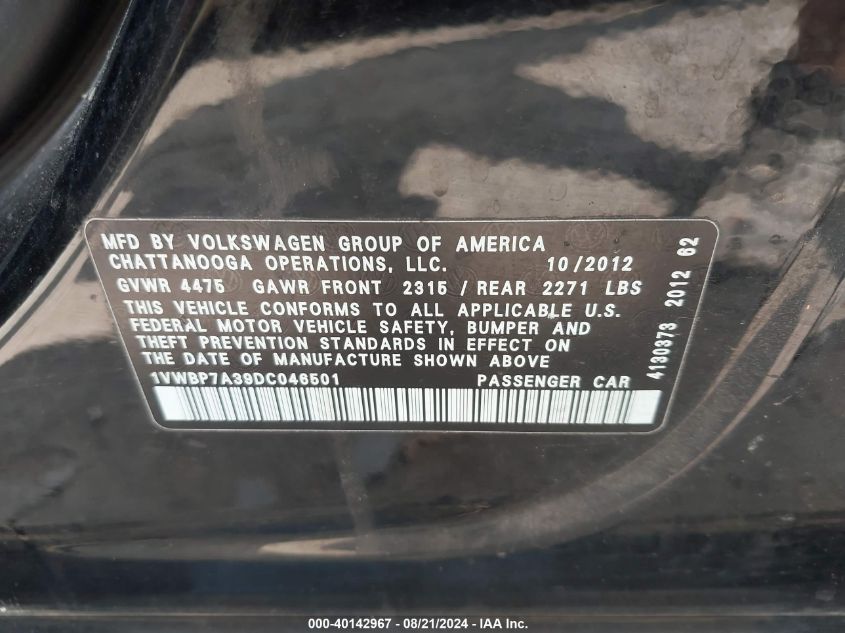 MFD BY VOLKSWAGEN GROUP OF AMERICA
CHATTANOOGA OPERATIONS, LLC. 10/2012
GVWR 4475 GAWR FRONT 2315 / REAR 2271 LBS
THIS VEHICLE CONFORMS TO ALL APPLICABLE U.S.
FEDERAL MOTOR VEHICLE SAFETY, BUMPER AND
THEFT PREVENTION STANDARDS IN EFFECT ON
THE DATE OF MANUFACTURE SHOWN ABOVE
1VWBP7A39DC046501 PASSENGER CAR
4130373 2012 62
000-40142967 - 08/21/2024 - IAA Inc.